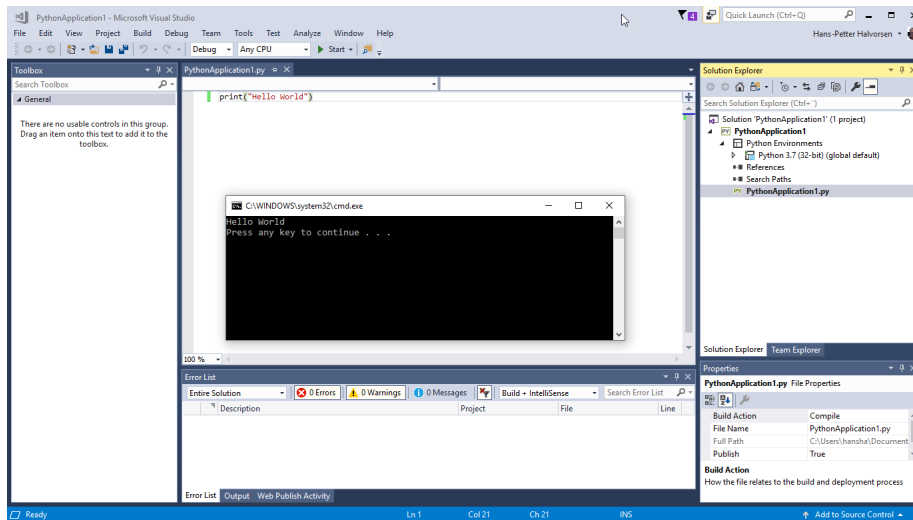 PythonApplication1 - Microsoft Visual Studio
4
Quick Launch (Ctrl+Q)
File Edit View Project Build Debug Team Tools Test Analyze Window Help
Hans-Petter Halvorsen
Debug Any CPU Start
Toolbox
Search Toolbox
General
There are no usable controls in this group.
Drag an item onto this text to add it to the
toolbox.
PythonApplication1.py
print("Hello World")
C:\WINDOWS\system32\cmd.exe
Hello World
Press any key to continue . . .
100 %
Error List
Entire Solution 0 Errors 0 Warnings 0 Messages Build + IntelliSense Search Error List
Description Project File Line
Error List Output Web Publish Activity
Solution Explorer
Search Solution Explorer (Ctrl+¨)
Solution 'PythonApplication1' (1 project)
PythonApplication1
Python Environments
Python 3.7 (32-bit) (global default)
References
Search Paths
PythonApplication1.py
Solution Explorer Team Explorer
Properties
PythonApplication1.py File Properties
Build Action Compile
File Name PythonApplication1.py
Full Path C:\Users\hansha\Document
Publish True
Build Action
How the file relates to the build and deployment process
Ready Ln 1 Col 21 Ch 21 INS Add to Source Control